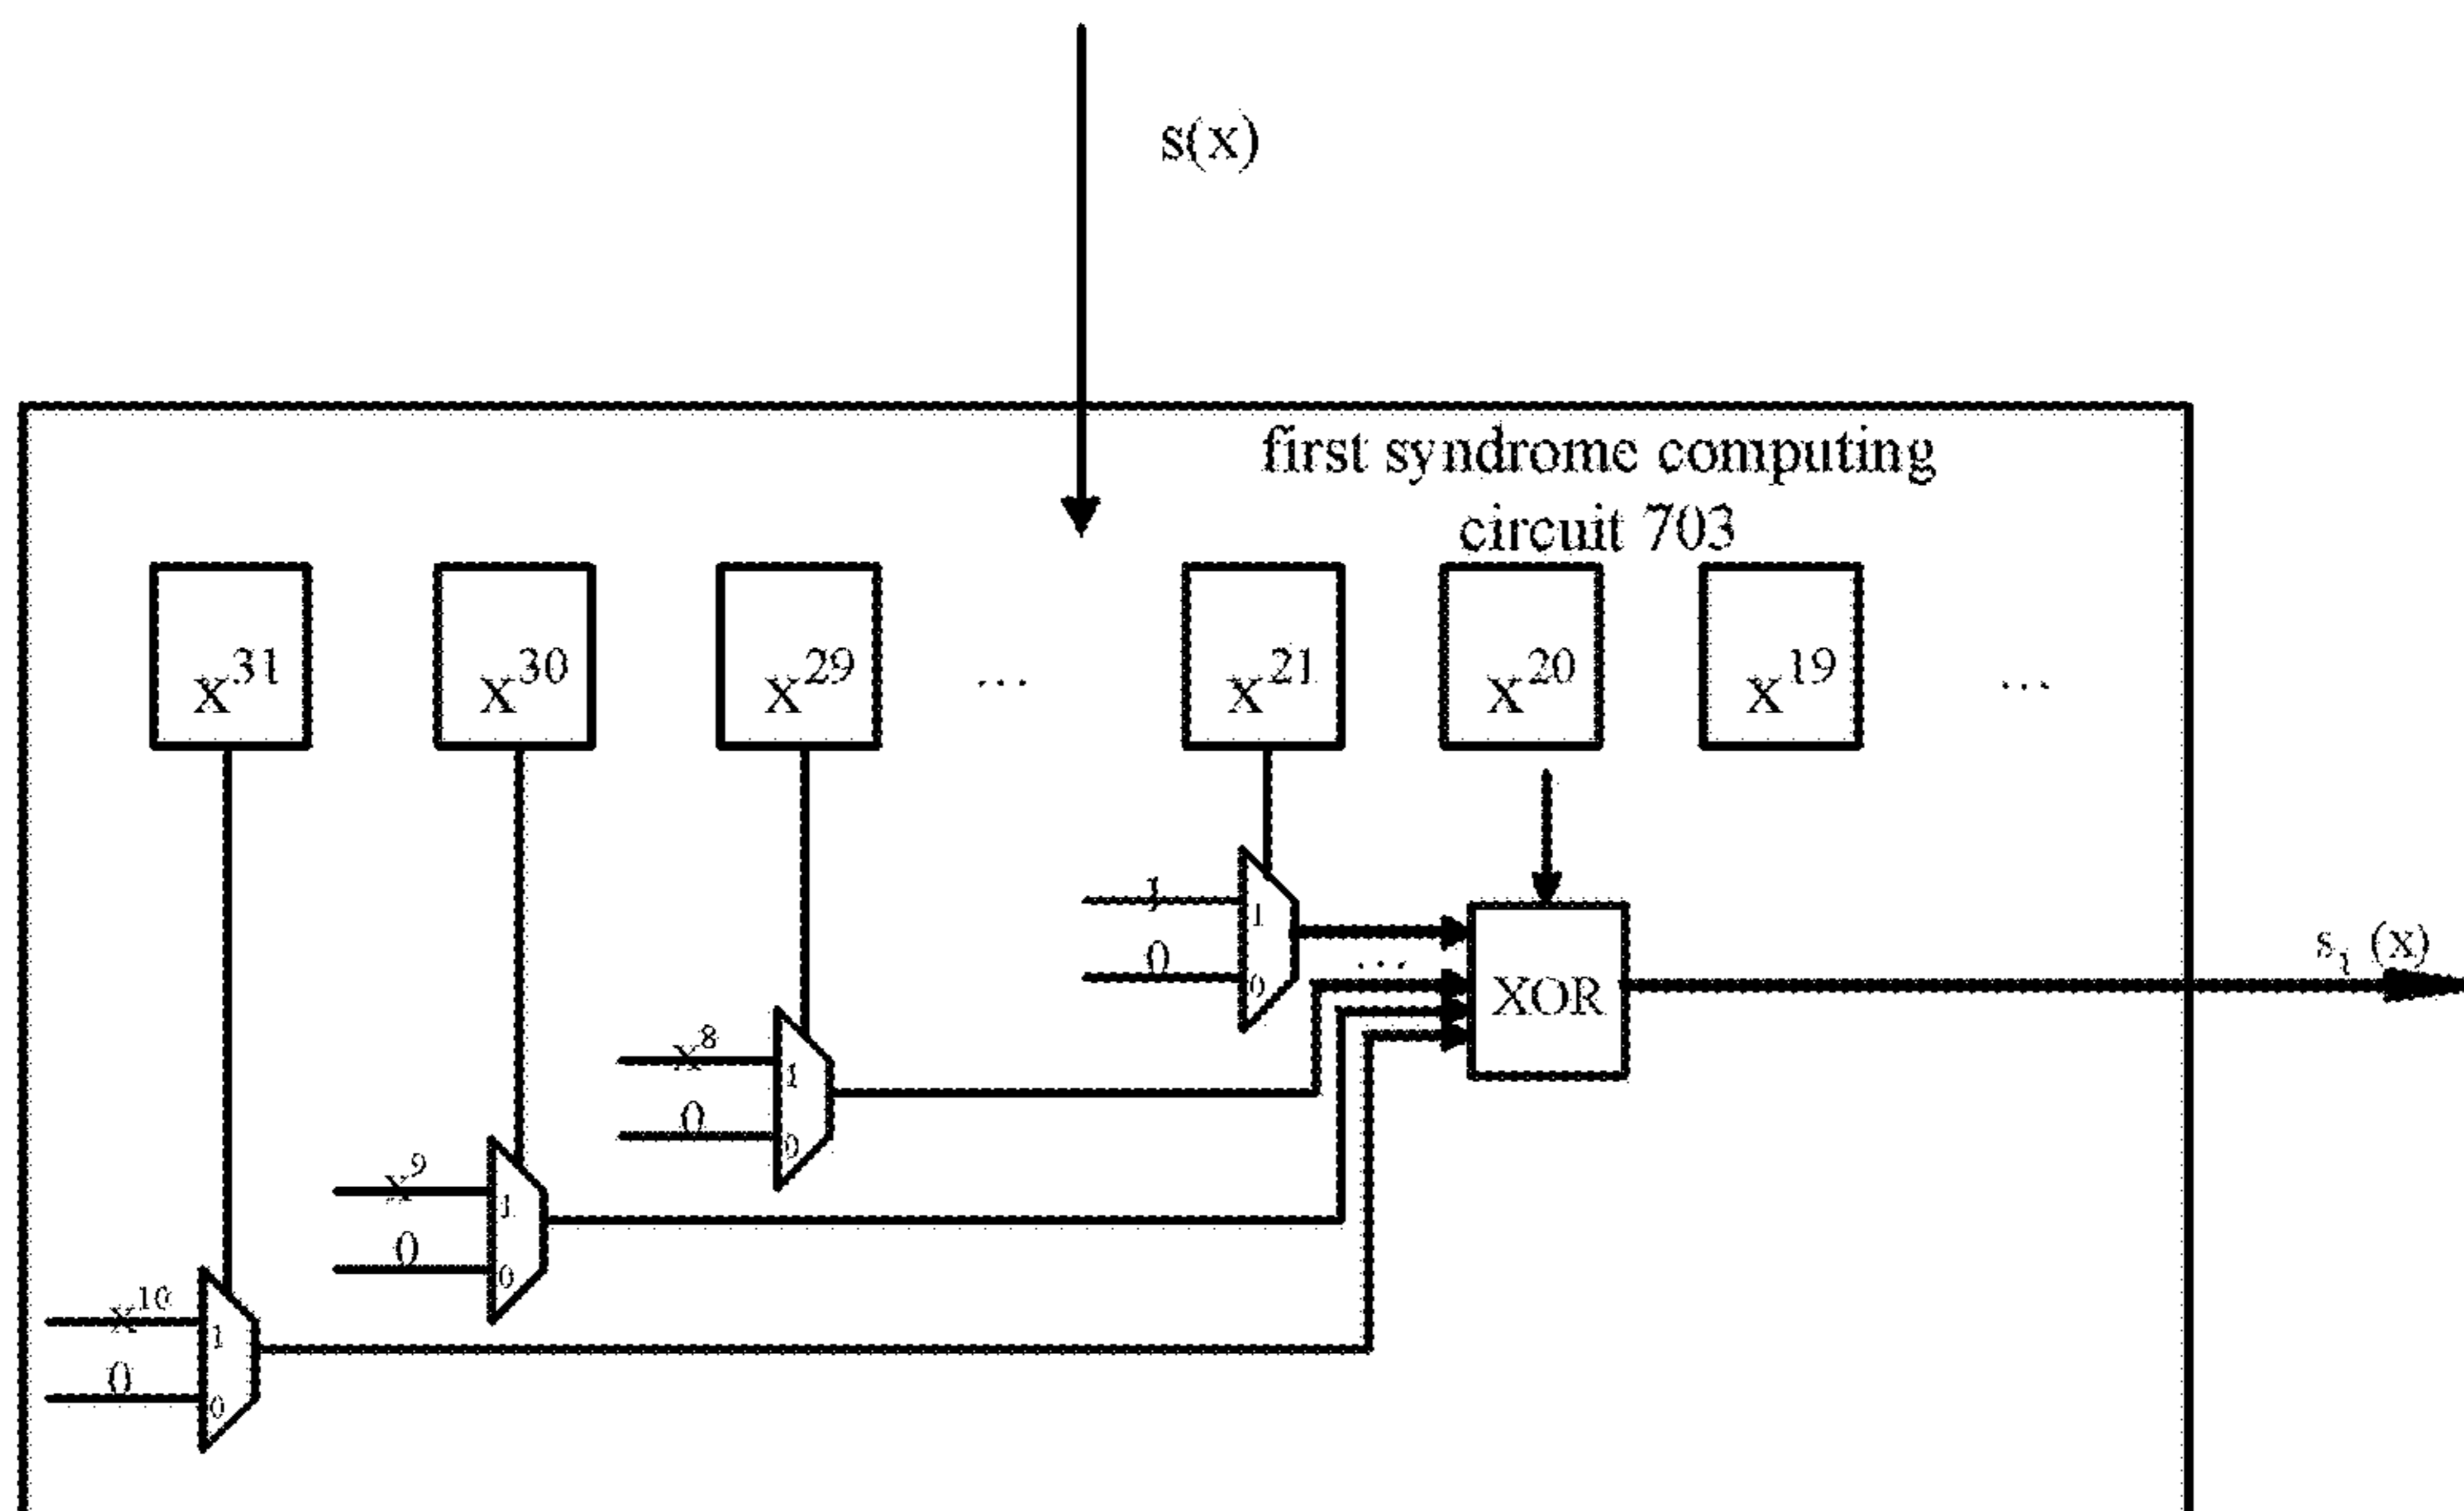 s(x)
first syndrome computing
circuit 703
x³¹ x³⁰ x²⁹ ... x²¹ x²⁰ x¹⁹ ...
1
1
0
0
...
XOR
s₁ (x)
x⁸
1
0
0
x⁹
1
0
0
x¹⁰
1
0
0